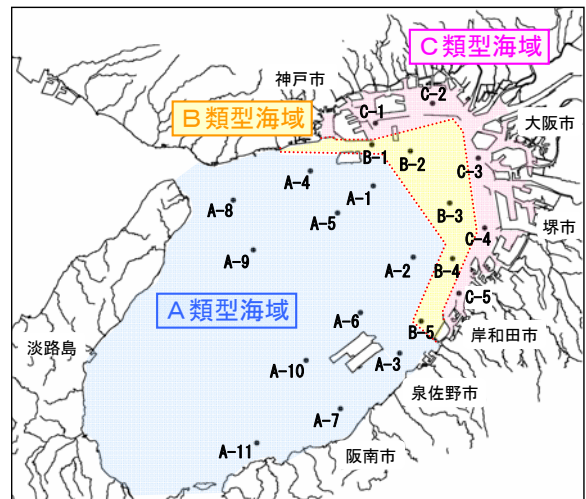 C類型海域
神戸市
C-2
B類型海域
C-1
大阪市
B-1
B-2
C-3
A-4
A-1
A-8
A-5
B-3
堺市
C-4
A-9
A-2
B-4
C-5
A類型海域
A-6
B-5
岸和田市
淡路島
A-10
A-3
泉佐野市
A-7
A-11
阪南市